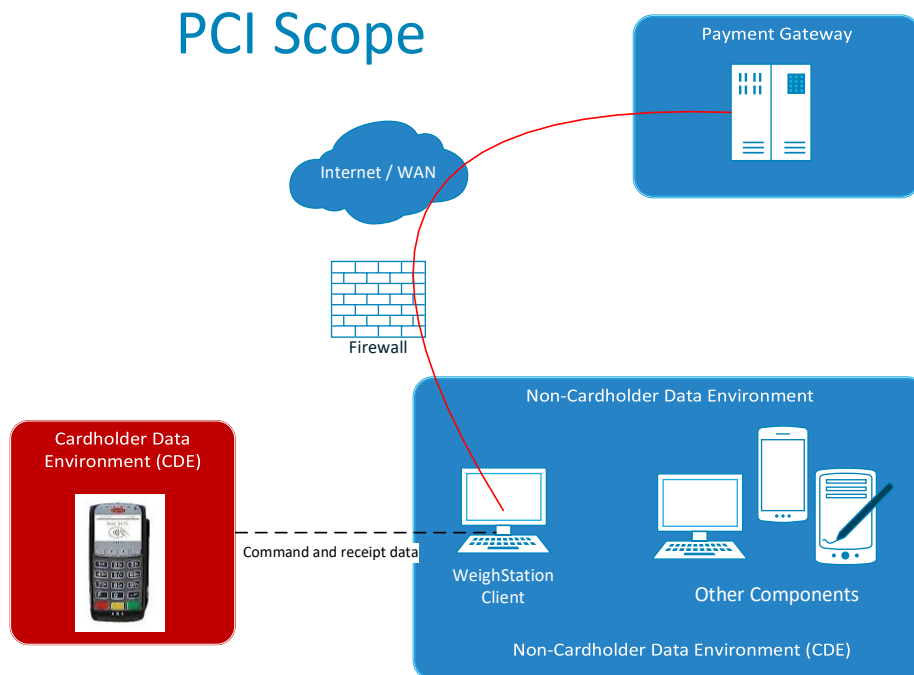 PCI Scope
Payment Gateway
Internet / WAN
Firewall
Non-Cardholder Data Environment
Cardholder Data
Environment (CDE)
Command and receipt data
WeighStation
Client
Other Components
Non-Cardholder Data Environment (CDE)